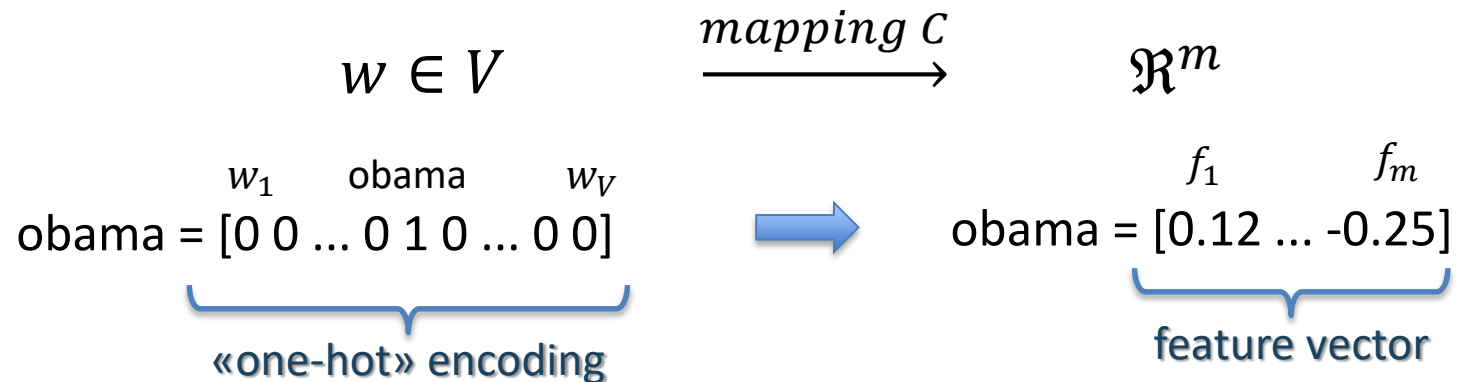 w ∈ V mapping C ℜ^m
w_1 obama w_V f_1 f_m
obama = [0 0 ... 0 1 0 ... 0 0] obama = [0.12 ... -0.25]
«one-hot» encoding feature vector